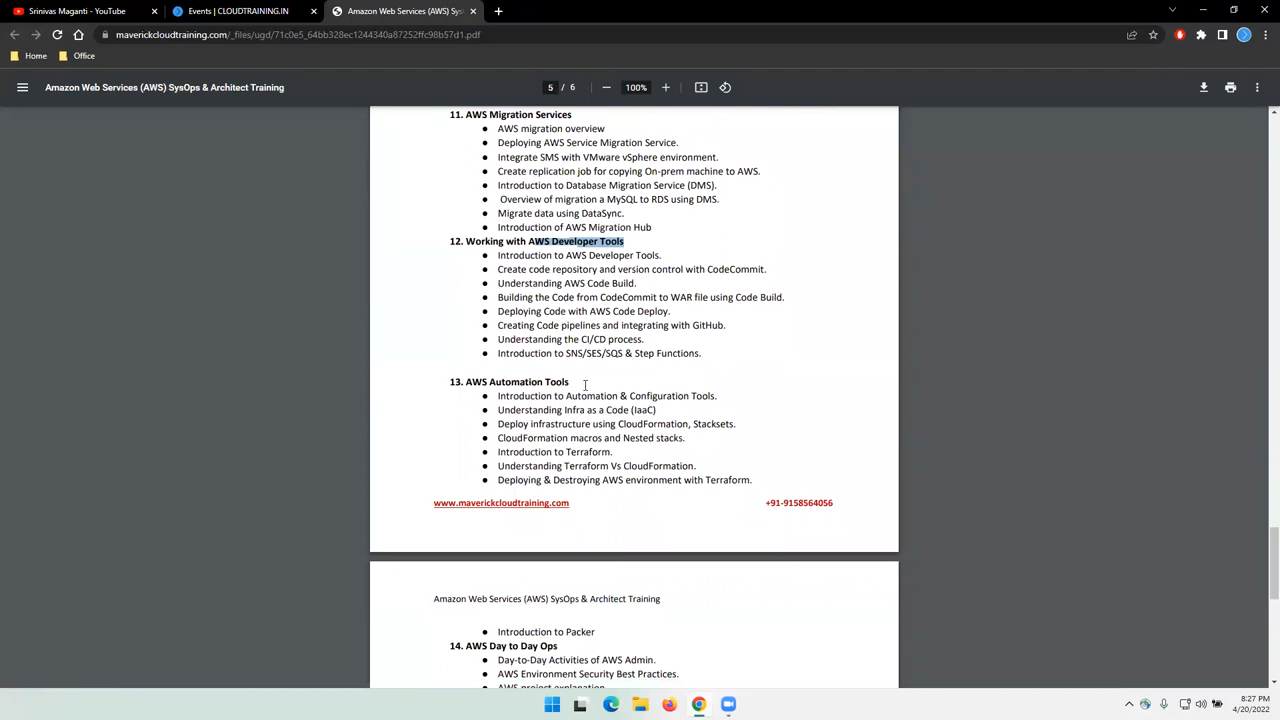 Srinivas Maganti - YouTube
Events | CLOUDTRAINING.IN
Amazon Web Services (AWS) Sys
maverickcloudtraining.com/_files/ugd/71c0e5_64bb328ec1244340a87252ffc98b57d1.pdf
Home
Office
Amazon Web Services (AWS) SysOps & Architect Training
5 / 6
100%
11. AWS Migration Services
● AWS migration overview
● Deploying AWS Service Migration Service.
● Integrate SMS with VMware vSphere environment.
● Create replication job for copying On-prem machine to AWS.
● Introduction to Database Migration Service (DMS).
● Overview of migration a MySQL to RDS using DMS.
● Migrate data using DataSync.
● Introduction of AWS Migration Hub
12. Working with AWS Developer Tools
● Introduction to AWS Developer Tools.
● Create code repository and version control with CodeCommit.
● Understanding AWS Code Build.
● Building the Code from CodeCommit to WAR file using Code Build.
● Deploying Code with AWS Code Deploy.
● Creating Code pipelines and integrating with GitHub.
● Understanding the CI/CD process.
● Introduction to SNS/SES/SQS & Step Functions.
13. AWS Automation Tools
● Introduction to Automation & Configuration Tools.
● Understanding Infra as a Code (IaaC)
● Deploy infrastructure using CloudFormation, Stacksets.
● CloudFormation macros and Nested stacks.
● Introduction to Terraform.
● Understanding Terraform Vs CloudFormation.
● Deploying & Destroying AWS environment with Terraform.
www.maverickcloudtraining.com +91-9158564056
Amazon Web Services (AWS) SysOps & Architect Training
● Introduction to Packer
14. AWS Day to Day Ops
● Day-to-Day Activities of AWS Admin.
● AWS Environment Security Best Practices.
● AWS project explanation
8:27 PM
4/20/2022